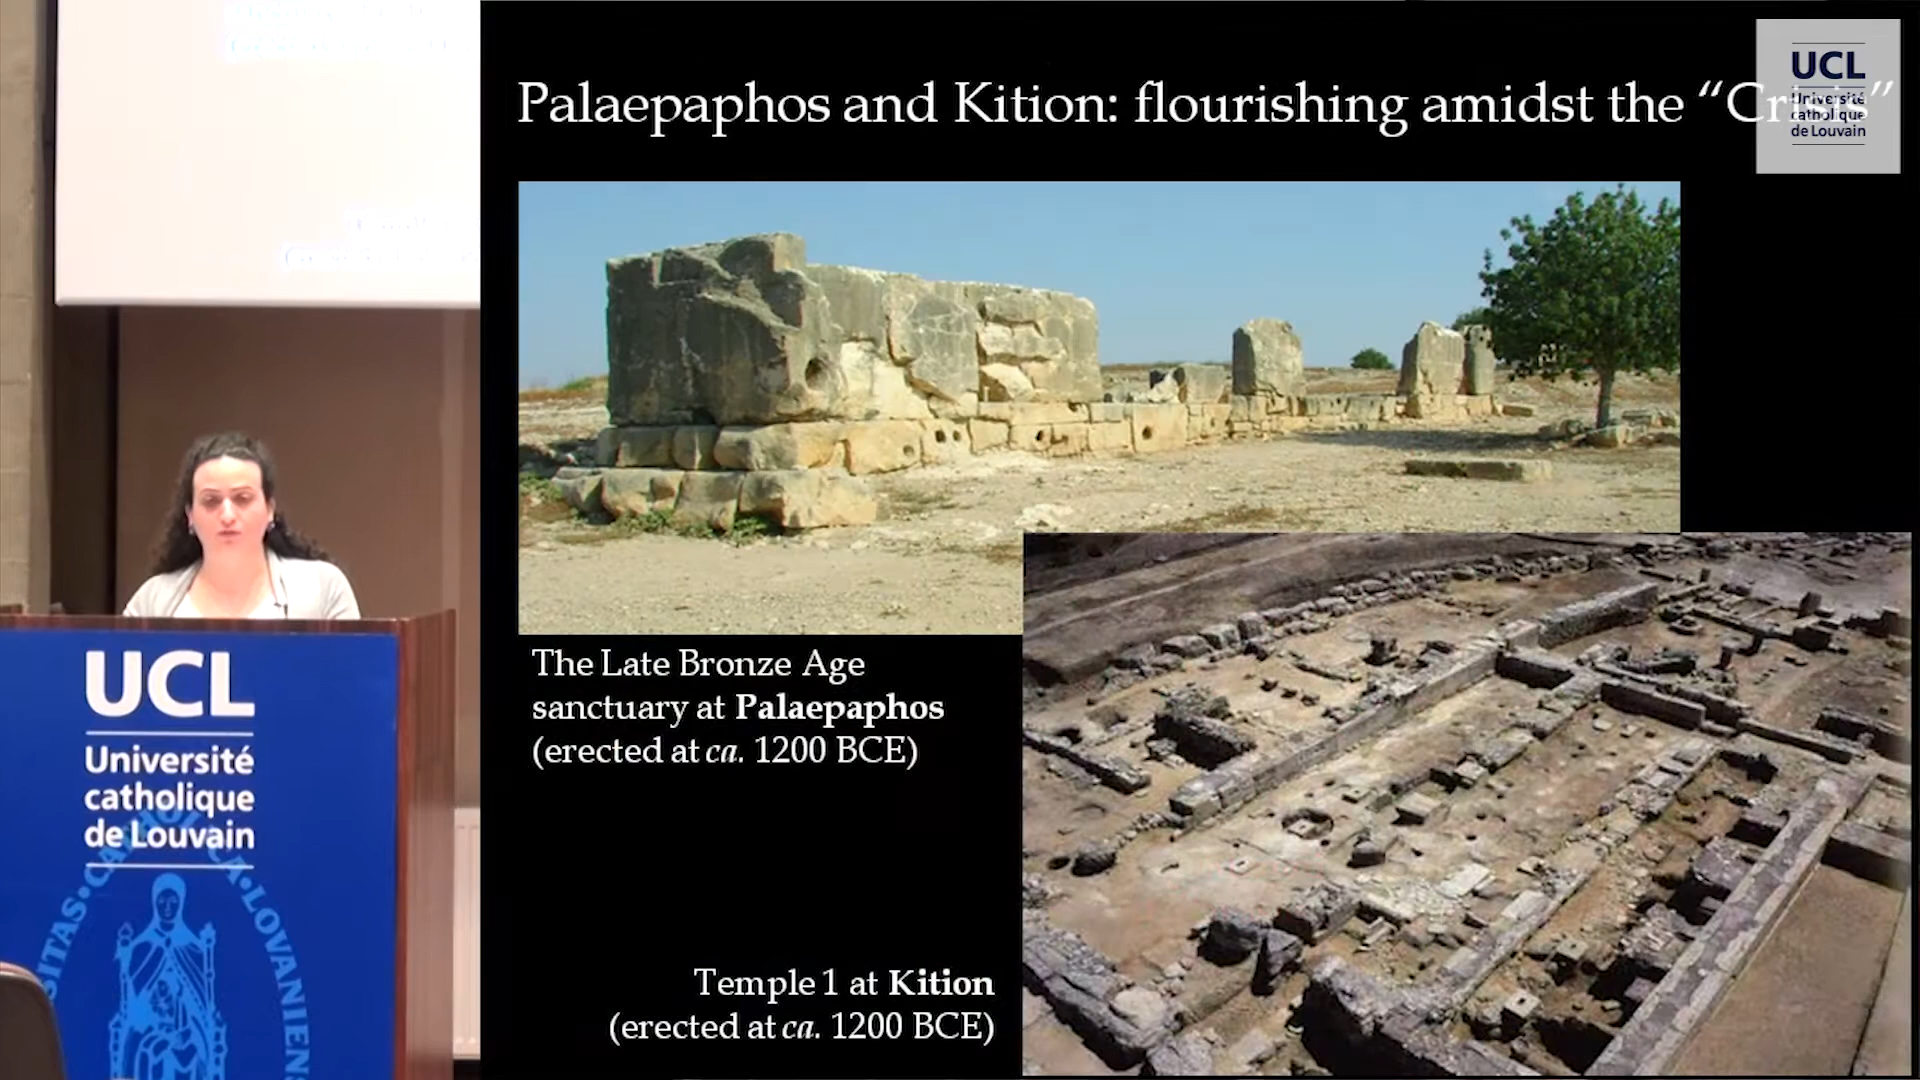 Palaepaphos and Kition: flourishing amidst the “Crisis”
UCL
Université
catholique
de Louvain
The Late Bronze Age
sanctuary at Palaepaphos
(erected at ca. 1200 BCE)
Temple 1 at Kition
(erected at ca. 1200 BCE)
UCL
Université
catholique
de Louvain